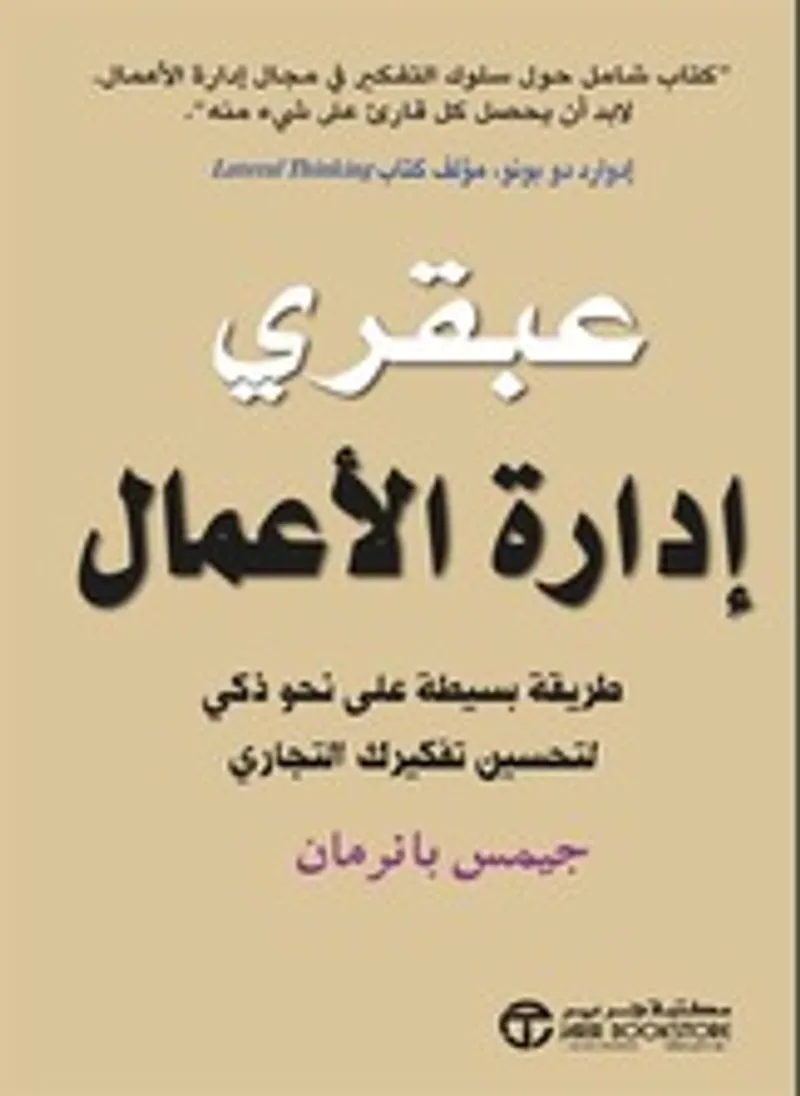 "كتاب شامل حول سلوك التفكير في مجال إدارة الأعمال.
لابد أن يحصل كل قارئ على شيء منه".
إدوارد دو بونو، مؤلف كتاب Lateral Thinking
عبقري
إدارة الأعمال
طريقة بسيطة على نحو ذكي
لتحسين تفكيرك التجاري
جيمس بانرمان
مكتبة جرير
JARIR BOOKSTORE